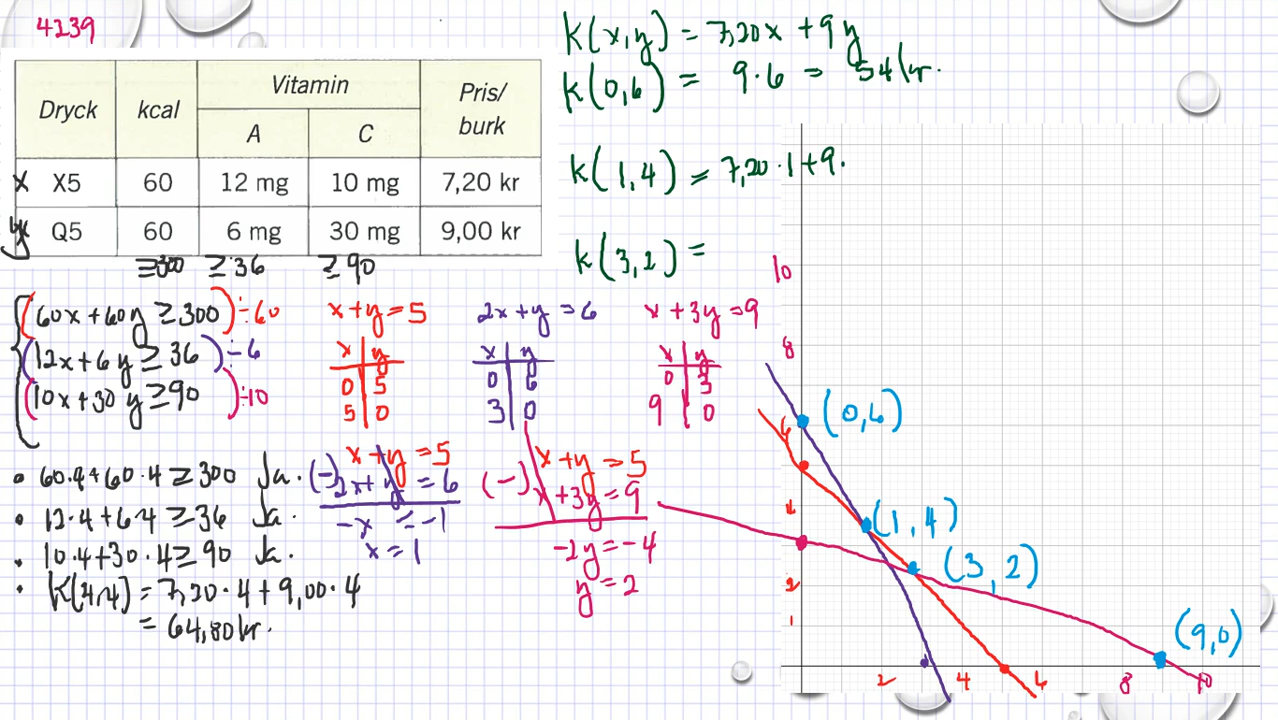 4239
Dryck kcal Vitamin Pris/burk
A C
x X5 60 12 mg 10 mg 7,20 kr
y Q5 60 6 mg 30 mg 9,00 kr
≥300 ≥36 ≥90
K(x,y) = 7,20x + 9y
K(0,6) = 9·6 = 54 kr.
K(1,4) = 7,20·1+9·
K(3,2) =
(60x+60y ≥ 300) ÷60
(12x+6y ≥ 36) ÷6
(10x+30y ≥ 90) ÷10
x+y=5
x y
0 5
5 0
2x+y=6
x y
0 6
3 0
x+3y=9
x y
0 3
9 0
• 60·4+60·4 ≥ 300 Ja.
• 12·4+6·4 ≥ 36 Ja.
• 10·4+30·4 ≥ 90 Ja.
• K(4,4) = 7,20·4+9,00·4
= 64,80 kr.
x+y=5
(-) 2x+y=6
-x = -1
x = 1
x+y=5
(-) x+3y=9
-2y = -4
y = 2
10
8
6
4
2
1
2 4 6 8 10
(0,6)
(1,4)
(3,2)
(9,0)